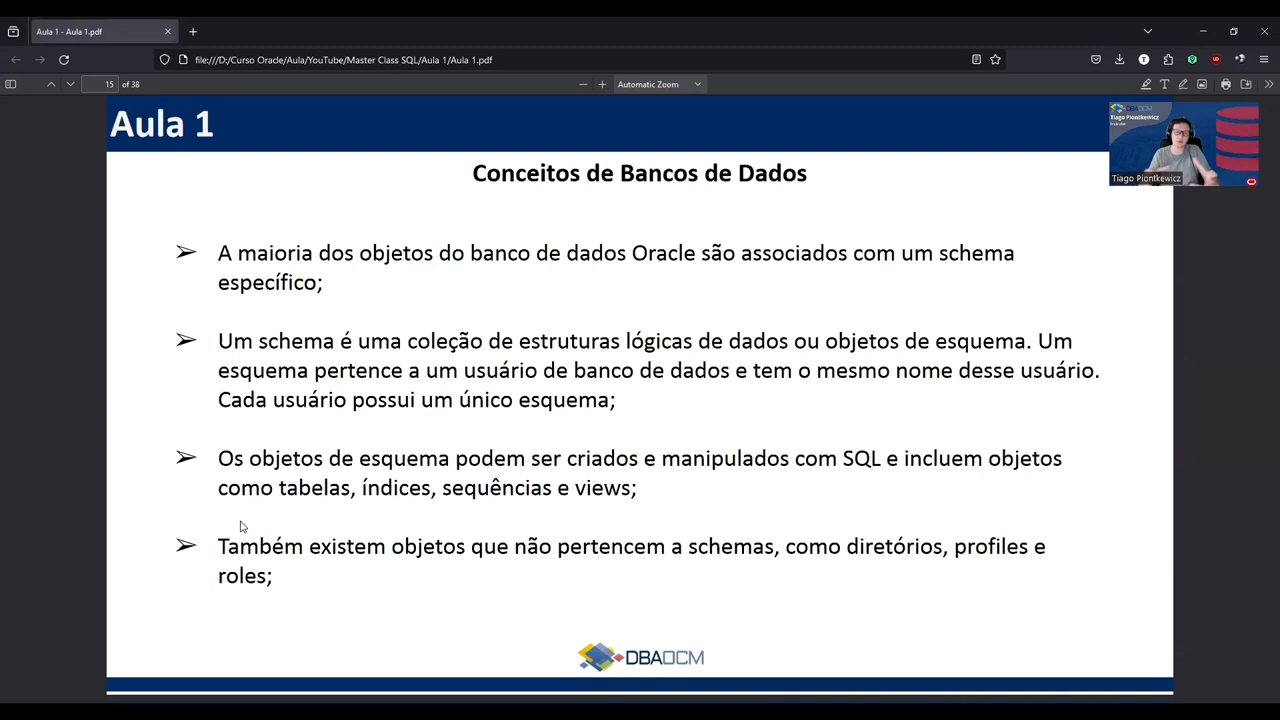 Aula 1 - Aula 1.pdf
file:///D:/Curso Oracle/Aula/YouTube/Master Class SQL/Aula 1/Aula 1.pdf
15 of 38
Automatic Zoom
Aula 1
DBAOCM
Tiago Piontkewicz
Tiago Piontkewicz
Conceitos de Bancos de Dados
➢ A maioria dos objetos do banco de dados Oracle são associados com um schema
específico;
➢ Um schema é uma coleção de estruturas lógicas de dados ou objetos de esquema. Um
esquema pertence a um usuário de banco de dados e tem o mesmo nome desse usuário.
Cada usuário possui um único esquema;
➢ Os objetos de esquema podem ser criados e manipulados com SQL e incluem objetos
como tabelas, índices, sequências e views;
➢ Também existem objetos que não pertencem a schemas, como diretórios, profiles e
roles;
DBAOCM